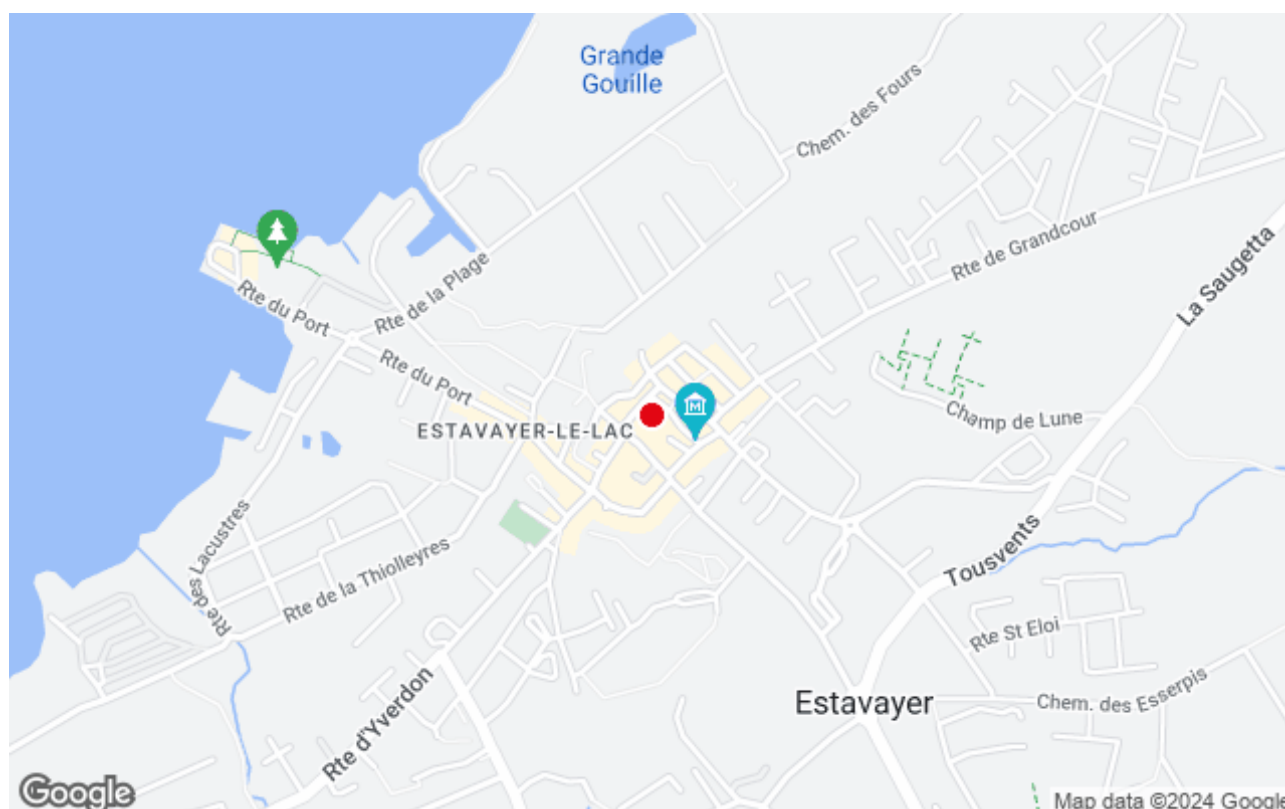 Grande
Gouille
Chem. des Fours
Rte de Grandcour
La Saugetta
Rte de la Plage
Rte du Port
Rte du Port
M
Champ de Lune
ESTAVAYER-LE-LAC
Rte des Lacustres
Rte de la Thiolleyres
Tousvents
Rte St Eloi
Rte d'Yverdon
Estavayer
Chem. des Esserpis
Google
Map data ©2024 Google